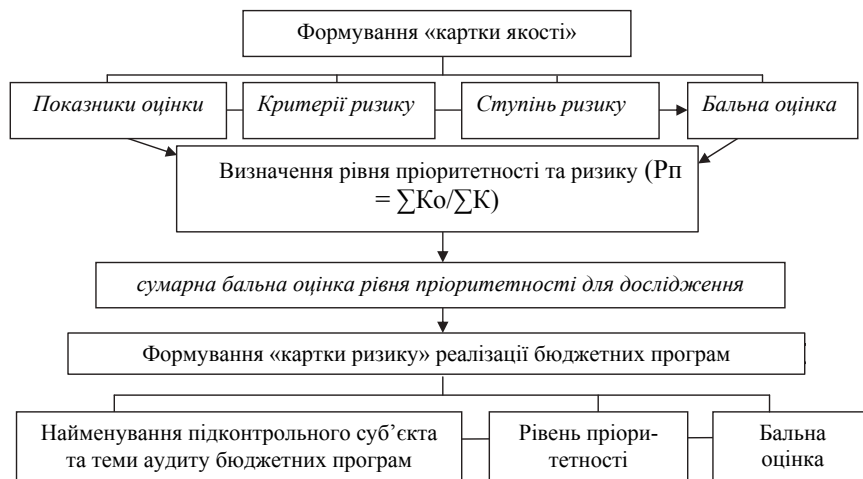 Формування «картки якості»
Показники оцінки
Критерії ризику
Ступінь ризику
Бальна оцінка
Визначення рівня пріоритетності та ризику (Рп
= ∑Ко/∑К)
сумарна бальна оцінка рівня пріоритетності для дослідження
Формування «картки ризику» реалізації бюджетних програм
Найменування підконтрольного суб’єкта
та теми аудиту бюджетних програм
Рівень пріори-
тетності
Бальна
оцінка